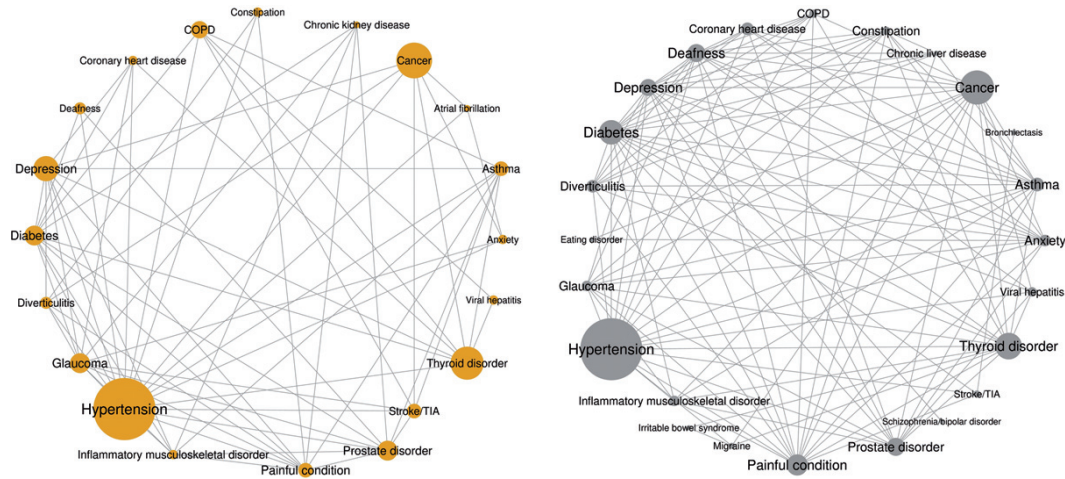 COPD
Constipation
Chronic kidney disease
Cancer
Coronary heart disease
Atrial fibrillation
Deafness
Asthma
Depression
Anxiety
Diabetes
Viral hepatitis
Diverticulitis
Thyroid disorder
Glaucoma
Stroke/TIA
Hypertension
Prostate disorder
Inflammatory musculoskeletal disorder
Painful condition
COPD
Constipation
Coronary heart disease
Chronic liver disease
Deafness
Cancer
Depression
Bronchiectasis
Diabetes
Asthma
Diverticulitis
Anxiety
Eating disorder
Viral hepatitis
Glaucoma
Thyroid disorder
Hypertension
Stroke/TIA
Inflammatory musculoskeletal disorder
Schizophrenia/bipolar disorder
Irritable bowel syndrome
Prostate disorder
Migraine
Painful condition